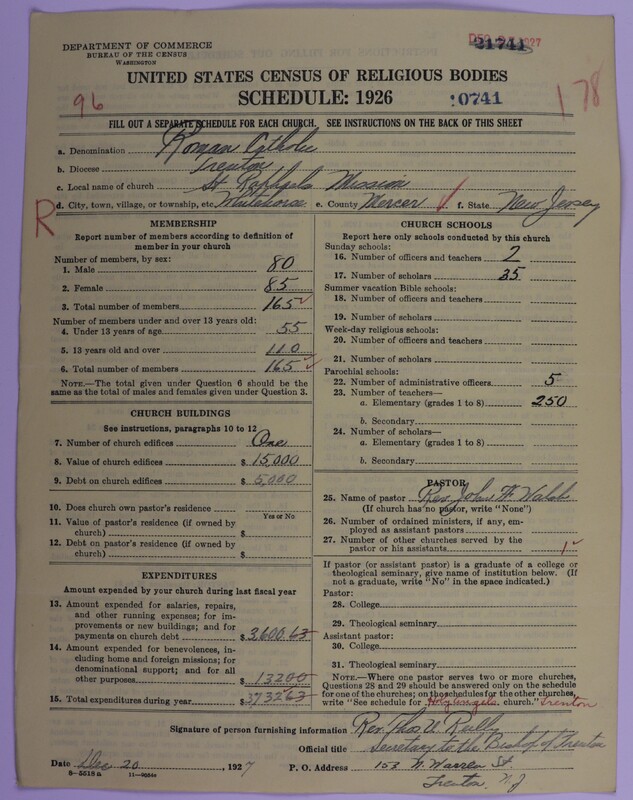 DEPARTMENT OF COMMERCE
BUREAU OF THE CENSUS
WASHINGTON
21741
UNITED STATES CENSUS OF RELIGIOUS BODIES
SCHEDULE: 1926
96
10741
178
FILL OUT A SEPARATE SCHEDULE FOR EACH CHURCH. SEE INSTRUCTIONS ON THE BACK OF THIS SHEET
a. Denomination Roman Catholic
b. Diocese Trenton
c. Local name of church St. Raphael's Mission
d. City, town, village, or township, etc. e. County Mercer f. State New Jersey
R
MEMBERSHIP
Report number of members according to definition of
member in your church
Number of members, by sex:
1. Male 80
2. Female 85
3. Total number of members 165
Number of members under and over 13 years old:
4. Under 13 years of age 55
5. 13 years old and over 110
6. Total number of members 165
NOTE.—The total given under Question 6 should be
the same as the total of males and females given under Question 3.
CHURCH BUILDINGS
See instructions, paragraphs 10 to 12
7. Number of church edifices One
8. Value of church edifices $ 15,000
9. Debt on church edifices $ 5,000
10. Does church own pastor's residence
Yes or No
11. Value of pastor's residence (if owned by
church) $
12. Debt on pastor's residence (if owned by
church) $
EXPENDITURES
Amount expended by your church during last fiscal year
13. Amount expended for salaries, repairs,
and other running expenses; for im-
provements or new buildings; and for
payments on church debt $ 3,600.63
14. Amount expended for benevolences, in-
cluding home and foreign missions; for
denominational support; and for all
other purposes $ 13200
15. Total expenditures during year $ 373263
CHURCH SCHOOLS
Report here only schools conducted by this church
Sunday schools:
16. Number of officers and teachers 2
17. Number of scholars 35
Summer vacation Bible schools:
18. Number of officers and teachers
19. Number of scholars
Week-day religious schools:
20. Number of officers and teachers
21. Number of scholars
Parochial schools:
22. Number of administrative officers 5
23. Number of teachers—
a. Elementary (grades 1 to 8) 250
b. Secondary
24. Number of scholars—
a. Elementary (grades 1 to 8)
b. Secondary
PASTOR
25. Name of pastor Rev. John F. Walsh
(If church has no pastor, write "None")
26. Number of ordained ministers, if any, em-
ployed as assistant pastors
27. Number of other churches served by the
pastor or his assistants 1
If pastor (or assistant pastor) is a graduate of a college or
theological seminary, give name of institution below. (If
not a graduate, write "No" in the space indicated.)
Pastor:
28. College
29. Theological seminary
Assistant pastor:
30. College
31. Theological seminary
NOTE.—Where one pastor serves two or more churches,
Questions 28 and 29 should be answered only on the schedule
for one of the churches; on the schedules for the other churches,
write "See schedule for Holy Angels church." Trenton
Signature of person furnishing information Rev. Thos. U.
Official title Secretary to the Bishop of Trenton
Date Dec 20, 1927 P. O. Address 153 N. Warren St.
8-5518a Trenton, N. J.